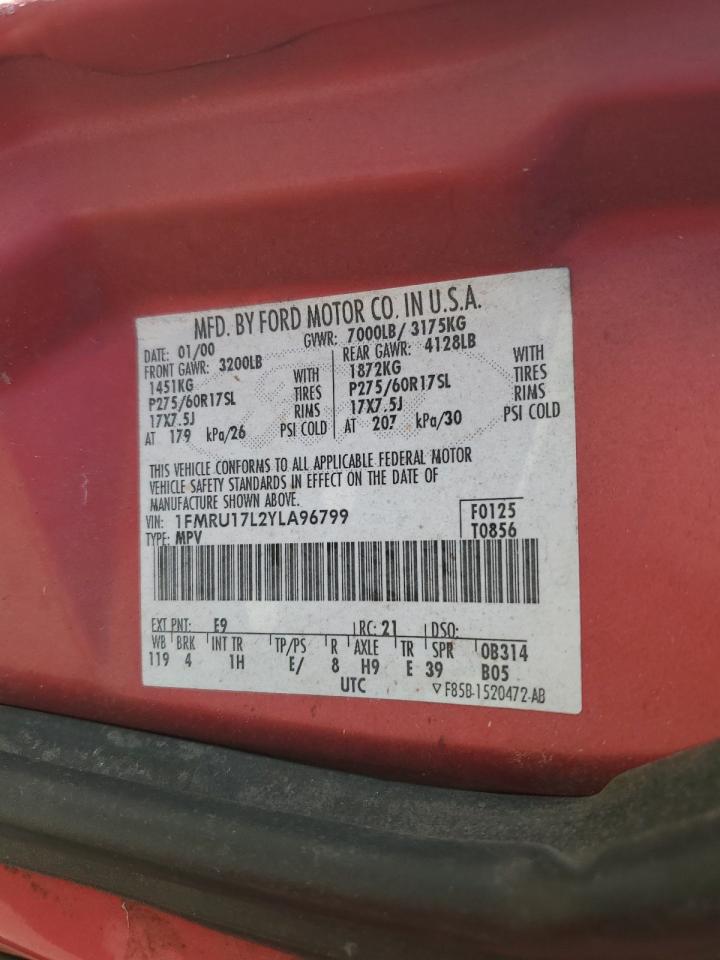 MFD. BY FORD MOTOR CO. IN U.S.A.
DATE: 01/00 GVWR: 7000LB/ 3175KG
FRONT GAWR: 3200LB REAR GAWR: 4128LB
1451KG WITH 1872KG WITH
P275/60R17SL TIRES P275/60R17SL TIRES
17X7.5J RIMS 17X7.5J RIMS
AT 179 kPa/26 PSI COLD AT 207 kPa/30 PSI COLD
THIS VEHICLE CONFORMS TO ALL APPLICABLE FEDERAL MOTOR
VEHICLE SAFETY STANDARDS IN EFFECT ON THE DATE OF
MANUFACTURE SHOWN ABOVE.
VIN: 1FMRU17L2YLA96799 F0125
TYPE: MPV T0856
EXT PNT: E9 RC: 21 DSO:
WB BRK INT TR TP/PS R AXLE TR SPR 0B314
119 4 1H E/ 8 H9 E 39 B05
UTC ▽ F85B-1520472-AB